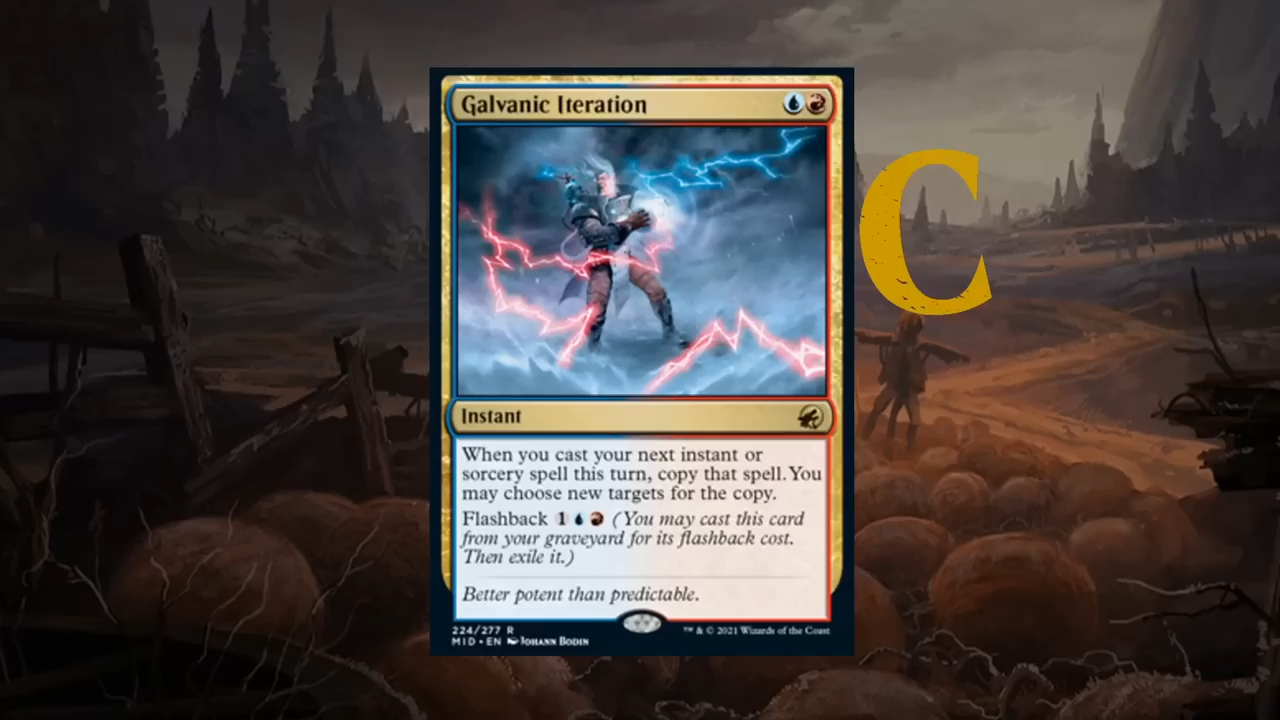 Galvanic Iteration
C
Instant
When you cast your next instant or
sorcery spell this turn, copy that spell. You
may choose new targets for the copy.
Flashback 1 (You may cast this card
from your graveyard for its flashback cost.
Then exile it.)
Better potent than predictable.
224/277 R
™ & © 2021 Wizards of the Coast
MID • EN Johann Bodin